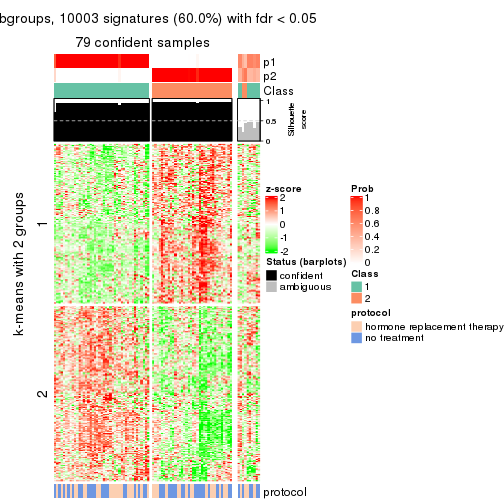 bgroups, 10003 signatures (60.0%) with fdr < 0.05
79 confident samples
p1
p2
Class
1
0.5
0
Silhouette
score
k-means with 2 groups
1
2
z-score
2
1
0
-1
-2
Status (barplots)
confident
ambiguous
Prob
1
0.8
0.6
0.4
0.2
0
Class
1
2
protocol
hormone replacement therapy
no treatment
protocol